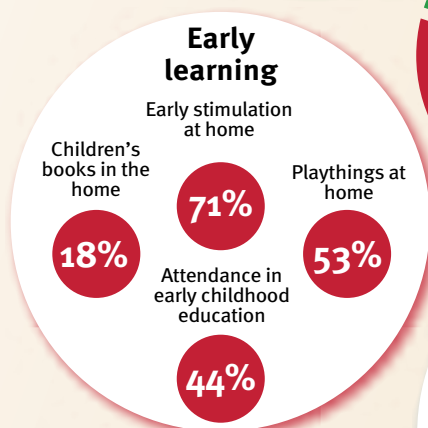 Early
learning
Early stimulation
at home
71%
Children’s
books in the
home
18%
Playthings at
home
53%
Attendance in
early childhood
education
44%